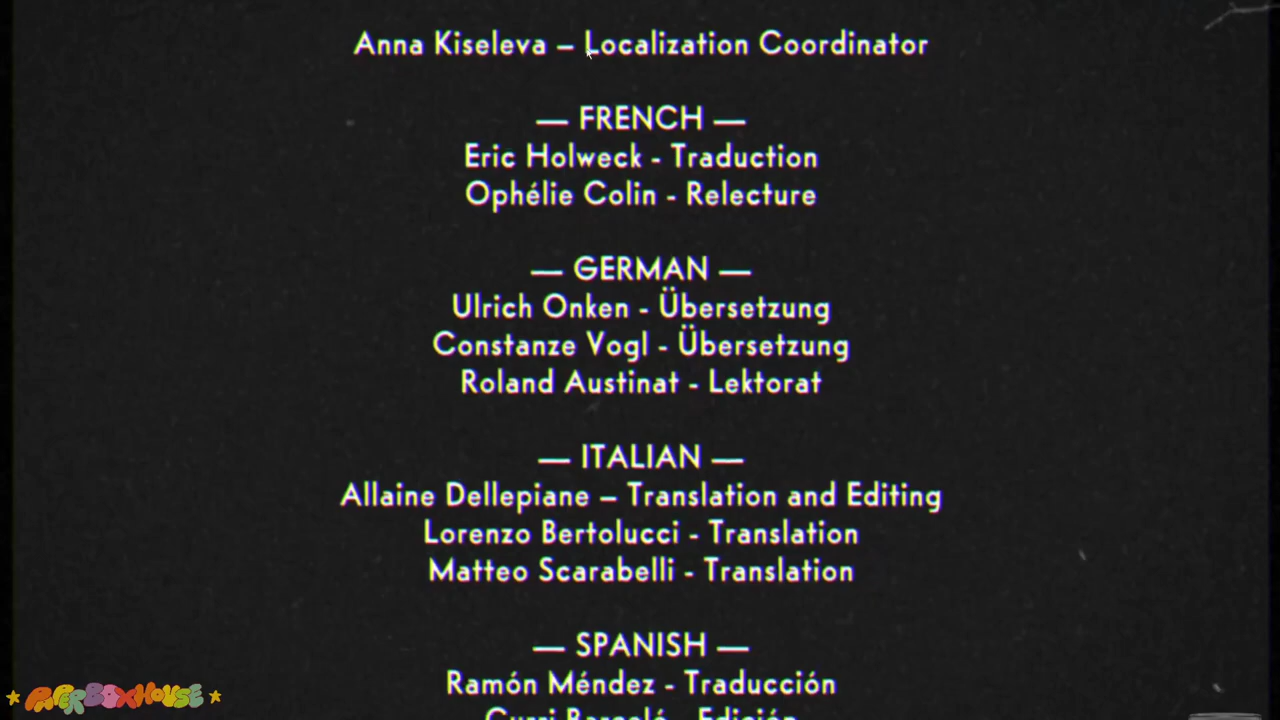 Anna Kiseleva – Localization Coordinator
— FRENCH —
Eric Holweck - Traduction
Ophélie Colin - Relecture
— GERMAN —
Ulrich Onken - Übersetzung
Constanze Vogl - Übersetzung
Roland Austinat - Lektorat
— ITALIAN —
Allaine Dellepiane – Translation and Editing
Lorenzo Bertolucci - Translation
Matteo Scarabelli - Translation
— SPANISH —
Ramón Méndez - Traducción
PAPERBOXHOUSE